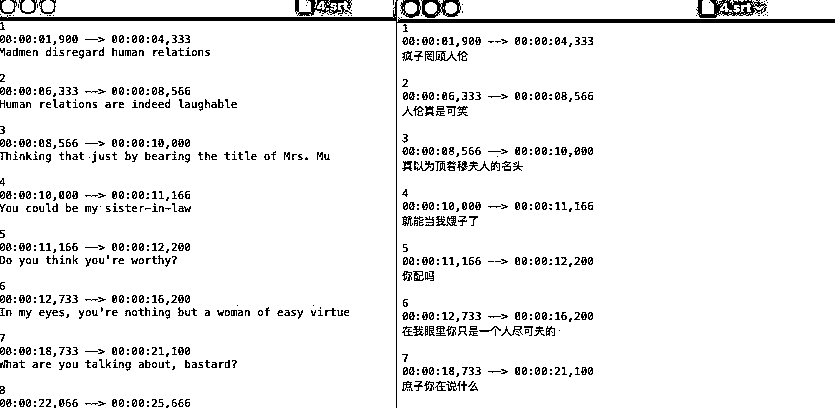 4.srt
1
00:00:01,900 --> 00:00:04,333
Madmen disregard human relations
2
00:00:06,333 --> 00:00:08,566
Human relations are indeed laughable
3
00:00:08,566 --> 00:00:10,000
Thinking that just by bearing the title of Mrs. Mu
4
00:00:10,000 --> 00:00:11,166
You could be my sister-in-law
5
00:00:11,166 --> 00:00:12,200
Do you think you're worthy?
6
00:00:12,733 --> 00:00:16,200
In my eyes, you're nothing but a woman of easy virtue
7
00:00:18,733 --> 00:00:21,100
What are you talking about, bastard?
8
00:00:22,066 --> 00:00:25,666
4.srt
1
00:00:01,900 --> 00:00:04,333
疯子罔顾人伦
2
00:00:06,333 --> 00:00:08,566
人伦真是可笑
3
00:00:08,566 --> 00:00:10,000
真以为顶着穆夫人的名头
4
00:00:10,000 --> 00:00:11,166
就能当我嫂子了
5
00:00:11,166 --> 00:00:12,200
你配吗
6
00:00:12,733 --> 00:00:16,200
在我眼里你只是一个人尽可夫的
7
00:00:18,733 --> 00:00:21,100
庶子你在说什么